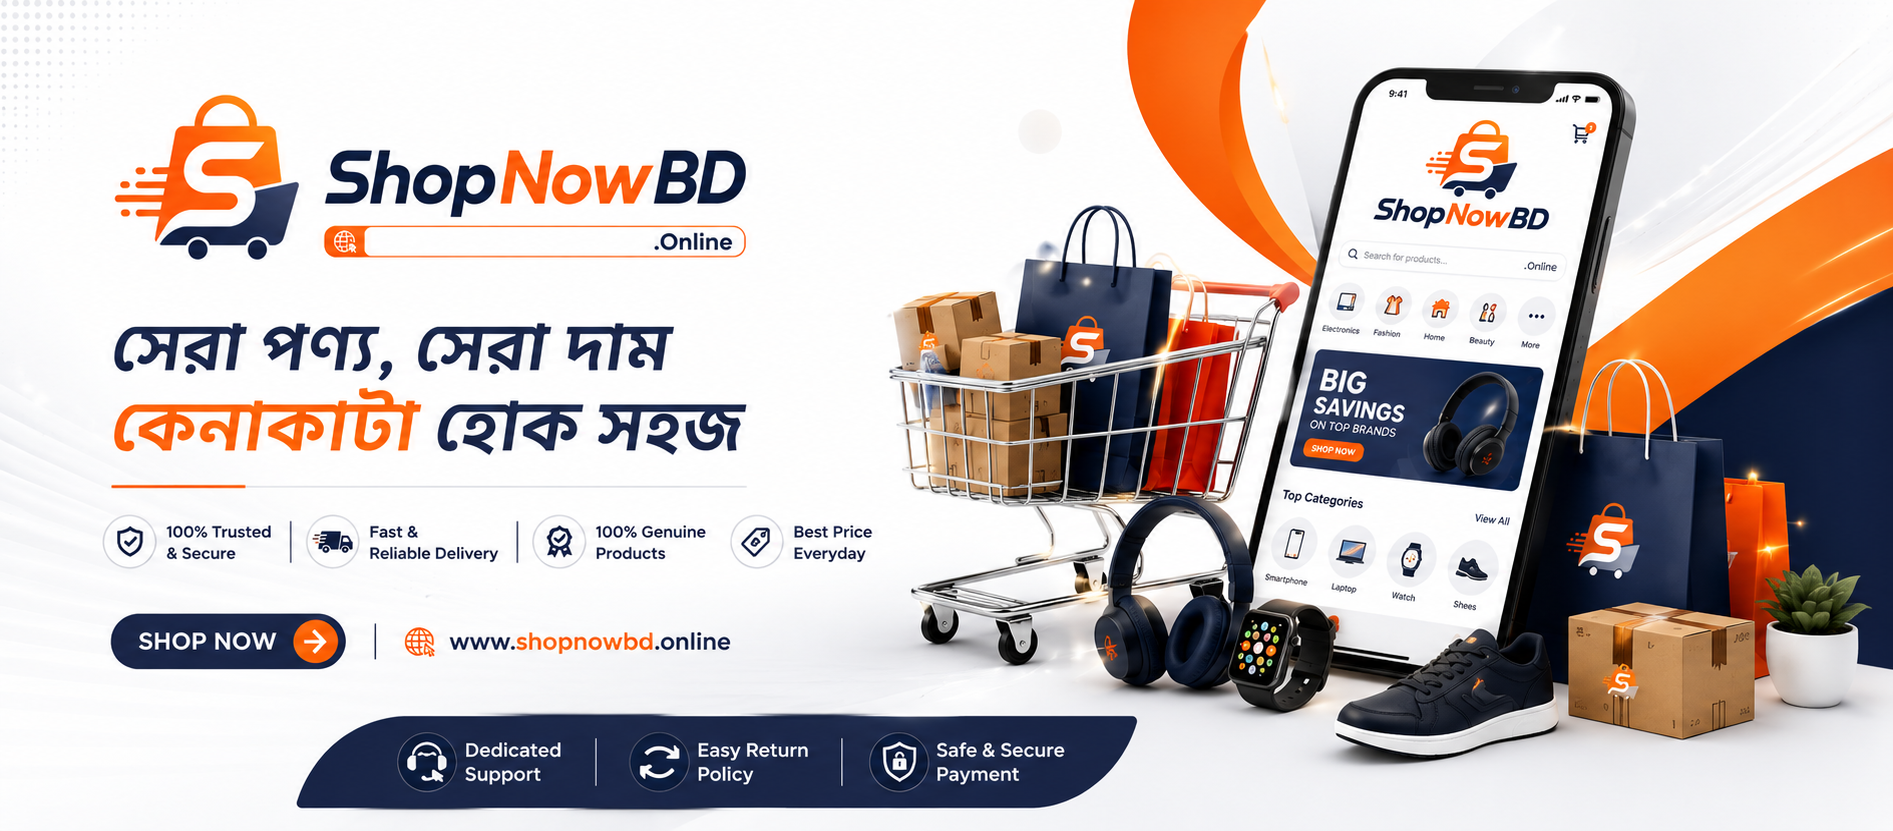 ShopNowBD
.Online
সেরা পণ্য, সেরা দাম
কেনাকাটা হোক সহজ
100% Trusted
& Secure
Fast &
Reliable Delivery
100% Genuine
Products
Best Price
Everyday
SHOP NOW
www.shopnowbd.online
Dedicated
Support
Easy Return
Policy
Safe & Secure
Payment
9:41
ShopNowBD
Search for products...
.Online
Electronics
Fashion
Home
Beauty
More
BIG
SAVINGS
ON TOP BRANDS
SHOP NOW
Top Categories
View All
Smartphone
Laptop
Watch
Shees